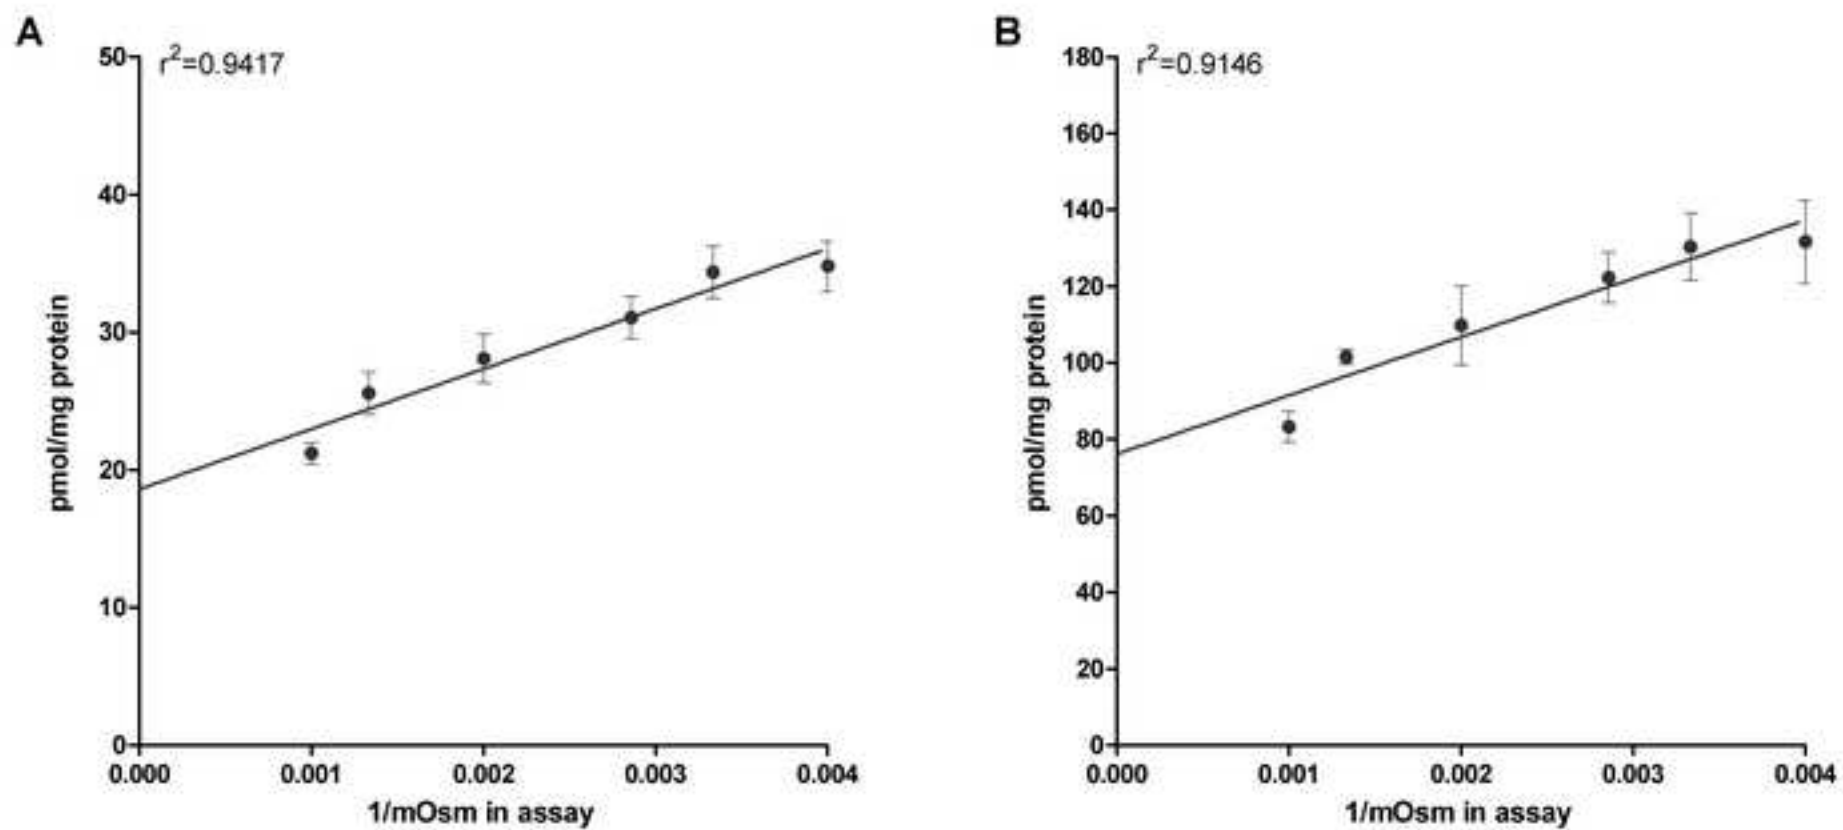 A
r²=0.9417
50
40
30
20
10
0
pmol/mg protein
0.000 0.001 0.002 0.003 0.004
1/mOsm in assay
B
r²=0.9146
180
160
140
120
100
80
60
40
20
0
pmol/mg protein
0.000 0.001 0.002 0.003 0.004
1/mOsm in assay